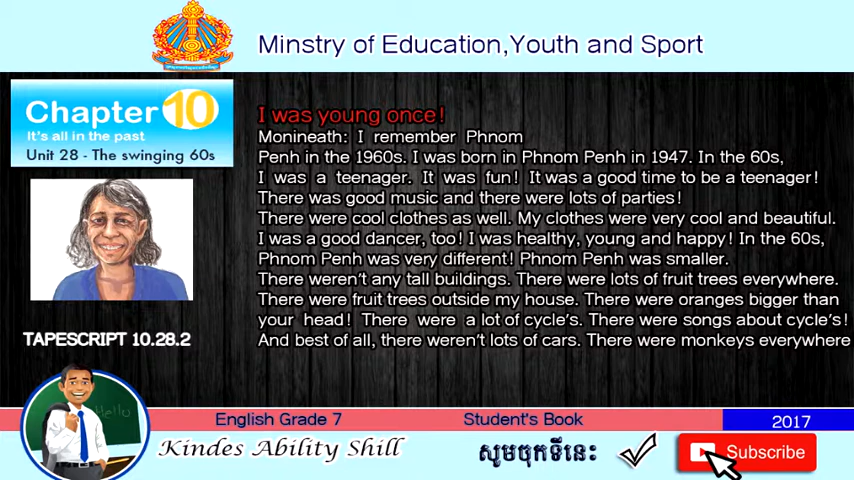 Minstry of Education,Youth and Sport
Chapter 10
It's all in the past
Unit 28 - The swinging 60s
I was young once!
Monineath: I remember Phnom
Penh in the 1960s. I was born in Phnom Penh in 1947. In the 60s,
I was a teenager. It was fun! It was a good time to be a teenager!
There was good music and there were lots of parties!
There were cool clothes as well. My clothes were very cool and beautiful.
I was a good dancer, too! I was healthy, young and happy! In the 60s,
Phnom Penh was very different! Phnom Penh was smaller.
There weren't any tall buildings. There were lots of fruit trees everywhere.
There were fruit trees outside my house. There were oranges bigger than
your head! There were a lot of cycle's. There were songs about cycle's!
And best of all, there weren't lots of cars. There were monkeys everywhere
TAPESCRIPT 10.28.2
English Grade 7 Student's Book 2017
Kindes Ability Shill
សូមចុកទីនេះ
Subscribe